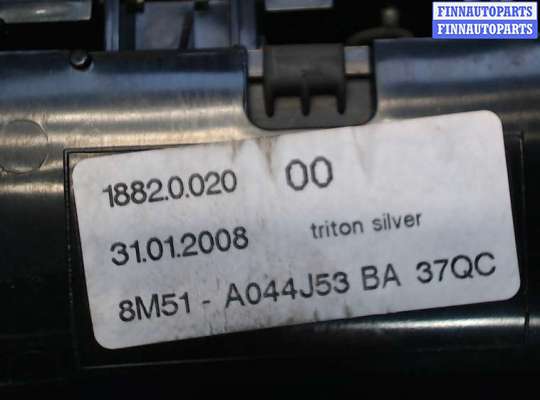 FINNAUTOPARTS
FINNAUTOPARTS
1882.0.020 00
31.01.2008 triton silver
8M51 - A044J53 BA 37QC